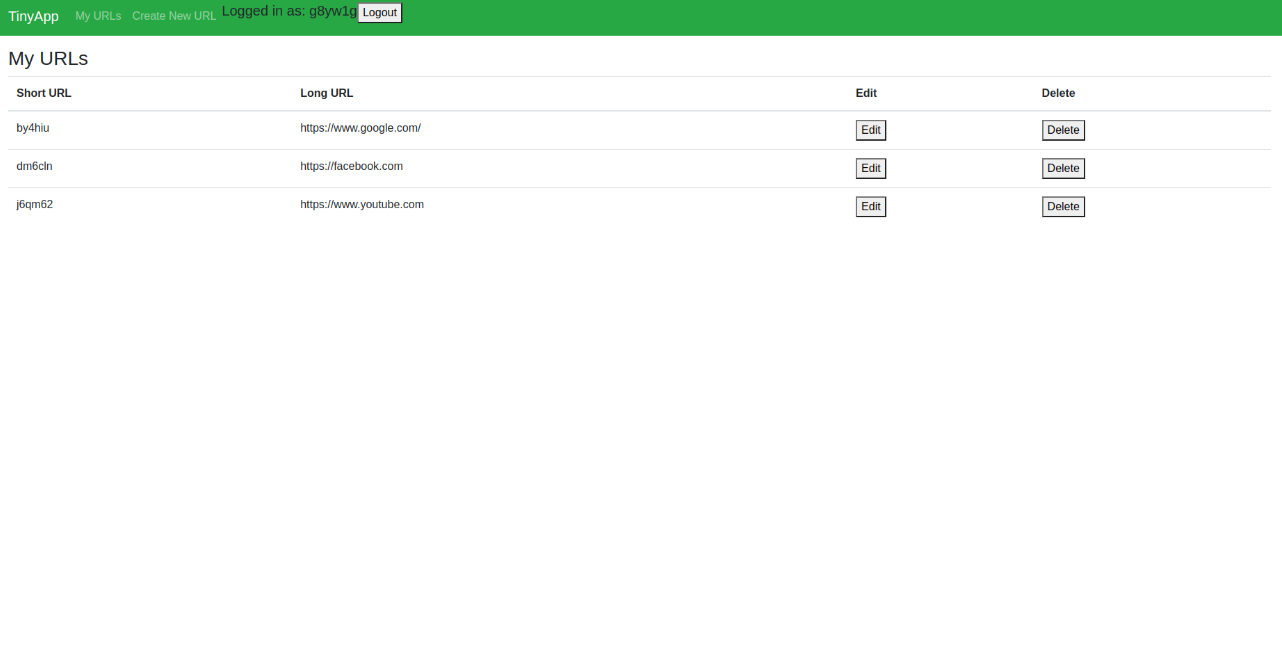 TinyApp My URLs Create New URL Logged in as: g8yw1g Logout
My URLs
Short URL Long URL Edit Delete
by4hiu https://www.google.com/ Edit Delete
dm6cln https://facebook.com Edit Delete
j6qm62 https://www.youtube.com Edit Delete